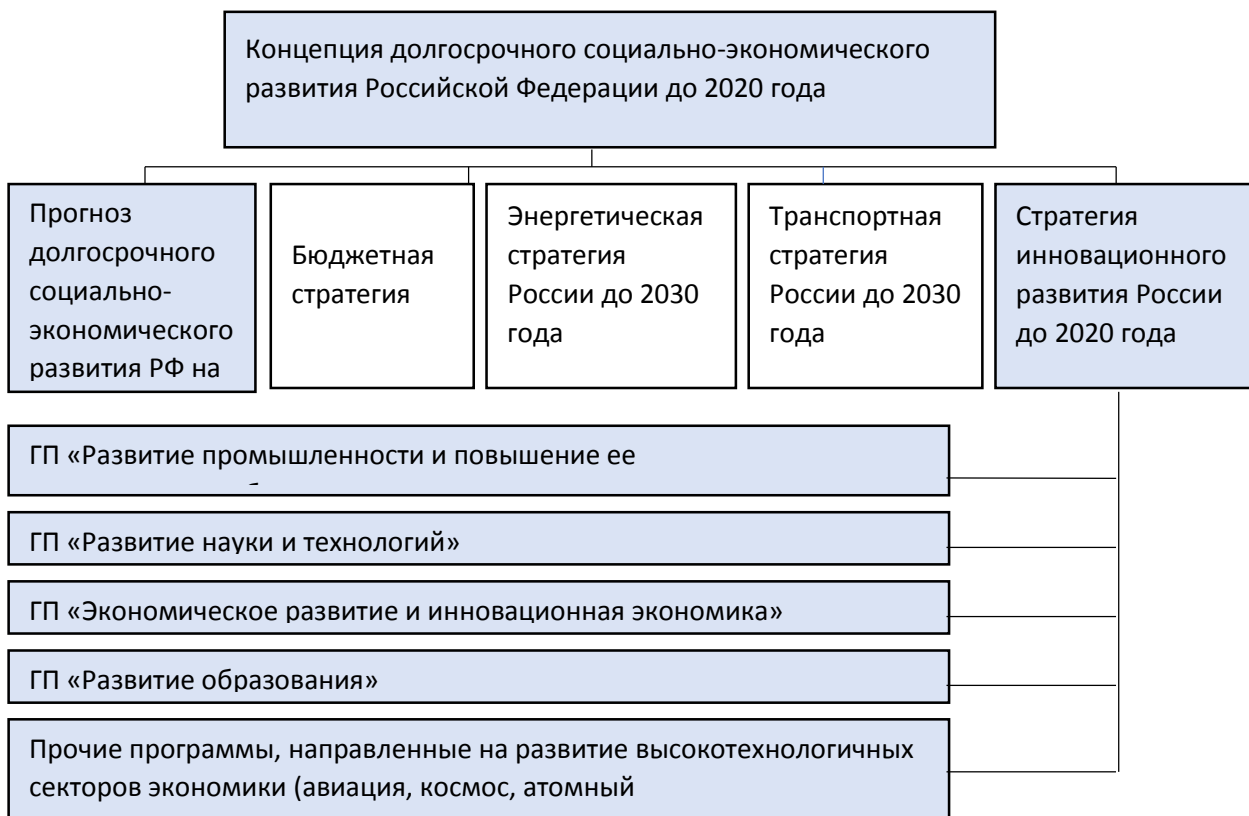 Концепция долгосрочного социально-экономического
развития Российской Федерации до 2020 года
Прогноз
долгосрочного
социально-
экономического
развития РФ на
Бюджетная
стратегия
Энергетическая
стратегия
России до 2030
года
Транспортная
стратегия
России до 2030
года
Стратегия
инновационного
развития России
до 2020 года
ГП «Развитие промышленности и повышение ее
ГП «Развитие науки и технологий»
ГП «Экономическое развитие и инновационная экономика»
ГП «Развитие образования»
Прочие программы, направленные на развитие высокотехнологичных
секторов экономики (авиация, космос, атомный